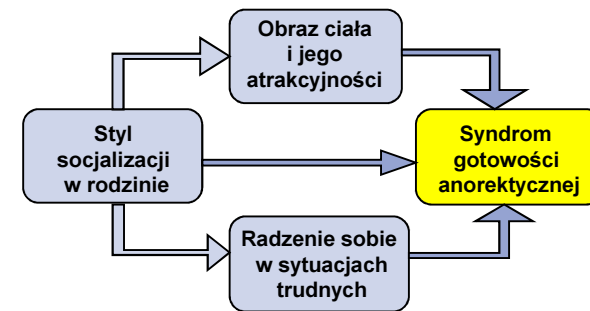 Obraz ciała
i jego
atrakcyjności
Styl
socjalizacji
w rodzinie
Syndrom
gotowości
anorektycznej
Radzenie sobie
w sytuacjach
trudnych